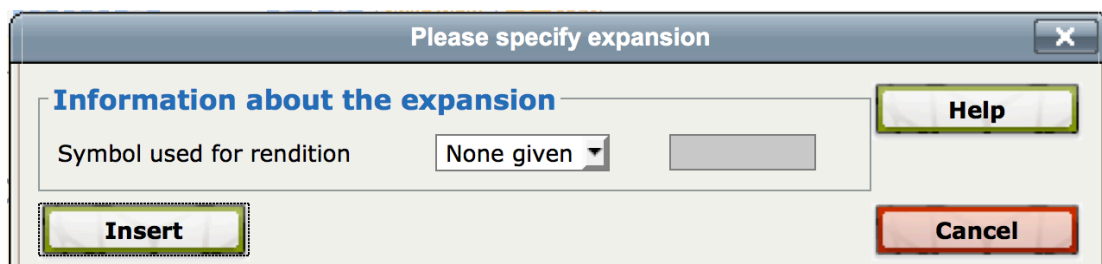 Please specify expansion
Information about the expansion
Help
Symbol used for rendition None given
Insert
Cancel